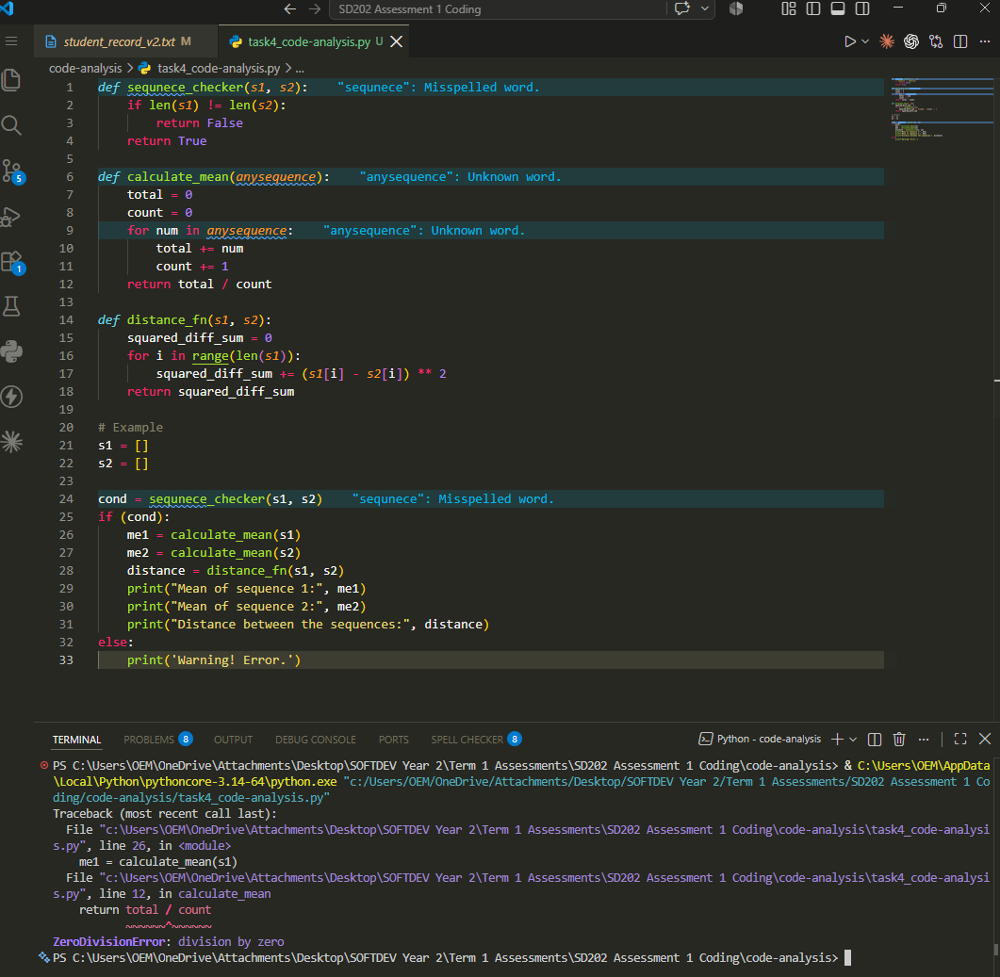 SD202 Assessment 1 Coding
student_record_v2.txt M
task4_code-analysis.py U
code-analysis > task4_code-analysis.py > ...
1 def sequnece_checker(s1, s2): "sequnece": Misspelled word.
2 if len(s1) != len(s2):
3 return False
4 return True
5
6 def calculate_mean(anysequence): "anysequence": Unknown word.
7 total = 0
8 count = 0
9 for num in anysequence: "anysequence": Unknown word.
10 total += num
11 count += 1
12 return total / count
13
14 def distance_fn(s1, s2):
15 squared_diff_sum = 0
16 for i in range(len(s1)):
17 squared_diff_sum += (s1[i] - s2[i]) ** 2
18 return squared_diff_sum
19
20 # Example
21 s1 = []
22 s2 = []
23
24 cond = sequnece_checker(s1, s2) "sequnece": Misspelled word.
25 if (cond):
26 me1 = calculate_mean(s1)
27 me2 = calculate_mean(s2)
28 distance = distance_fn(s1, s2)
29 print("Mean of sequence 1:", me1)
30 print("Mean of sequence 2:", me2)
31 print("Distance between the sequences:", distance)
32 else:
33 print('Warning! Error.')
5
1
TERMINAL PROBLEMS 8 OUTPUT DEBUG CONSOLE PORTS SPELL CHECKER 8 Python - code-analysis
PS C:\Users\OEM\OneDrive\Attachments\Desktop\SOFTDEV Year 2\Term 1 Assessments\SD202 Assessment 1 Coding\code-analysis> & C:\Users\OEM\AppData
\Local\Python\pythoncore-3.14-64\python.exe "c:/Users/OEM/OneDrive/Attachments/Desktop/SOFTDEV Year 2/Term 1 Assessments/SD202 Assessment 1 Co
ding/code-analysis/task4_code-analysis.py"
Traceback (most recent call last):
File "c:\Users\OEM\OneDrive\Attachments\Desktop\SOFTDEV Year 2\Term 1 Assessments\SD202 Assessment 1 Coding\code-analysis\task4_code-analysi
s.py", line 26, in <module>
me1 = calculate_mean(s1)
File "c:\Users\OEM\OneDrive\Attachments\Desktop\SOFTDEV Year 2\Term 1 Assessments\SD202 Assessment 1 Coding\code-analysis\task4_code-analysi
s.py", line 12, in calculate_mean
return total / count
~~~~~~^~~~~~~
ZeroDivisionError: division by zero
PS C:\Users\OEM\OneDrive\Attachments\Desktop\SOFTDEV Year 2\Term 1 Assessments\SD202 Assessment 1 Coding\code-analysis>